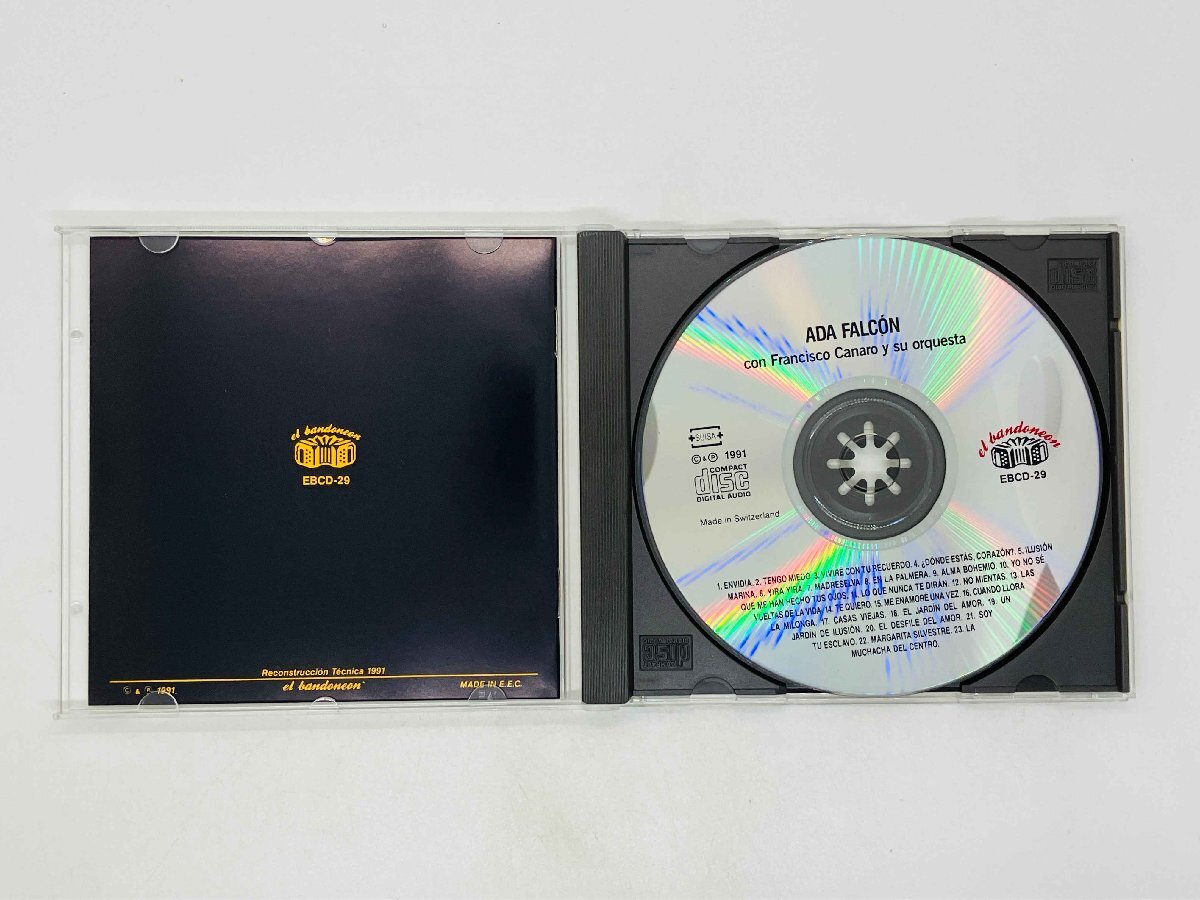 el bandoneon
EBCD-29
Reconstrucción Técnica 1991
© & ℗ 1991
el bandoneon
MADE IN E.E.C.
ADA FALCÓN
con Francisco Canaro y su orquesta
SUISA
© & ℗ 1991
COMPACT
disc
DIGITAL AUDIO
Made in Switzerland
el bandoneon
EBCD-29
1. ENVIDIA. 2. TENGO MIEDO. 3. VIVIRE CON TU RECUERDO. 4. ¿DÓNDE ESTÁS, CORAZÓN?. 5. ILUSIÓN
MARINA. 6. YIRA YIRA. 7. MADRESELVA. 8. EN LA PALMERA. 9. ALMA BOHEMIO. 10. YO NO SÉ
QUE ME HAN HECHO TUS OJOS. 11. LO QUE NUNCA TE DIRÁN. 12. NO MIENTAS. 13. LAS
VUELTAS DE LA VIDA. 14. TE QUIERO. 15. ME ENAMORE UNA VEZ. 16. CUANDO LLORA
LA MILONGA. 17. CASAS VIEJAS. 18. EL JARDÍN DEL AMOR. 19. UN
JARDIN DE ILUSIÓN. 20. EL DESFILE DEL AMOR. 21. SOY
TU ESCLAVO. 22. MARGARITA SILVESTRE. 23. LA
MUCHACHA DEL CENTRO.
disc
disc